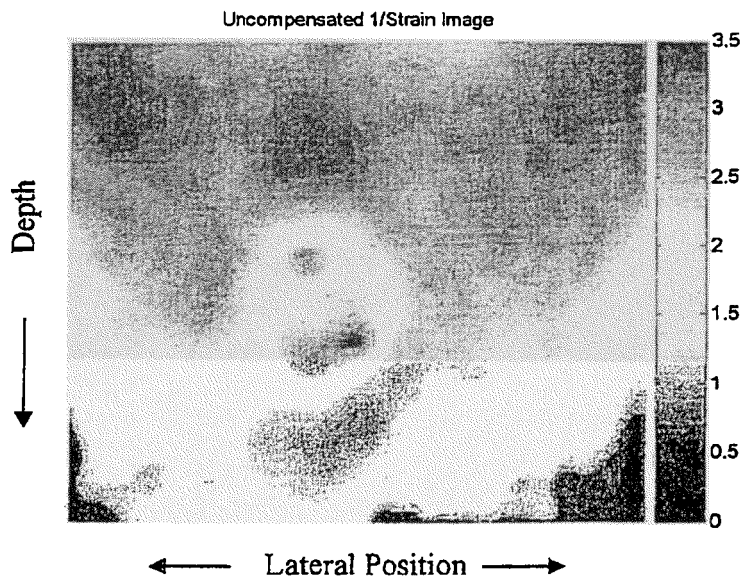 Uncompensated 1/Strain Image
3.5
3
2.5
2
1.5
1
0.5
0
Depth
Lateral Position